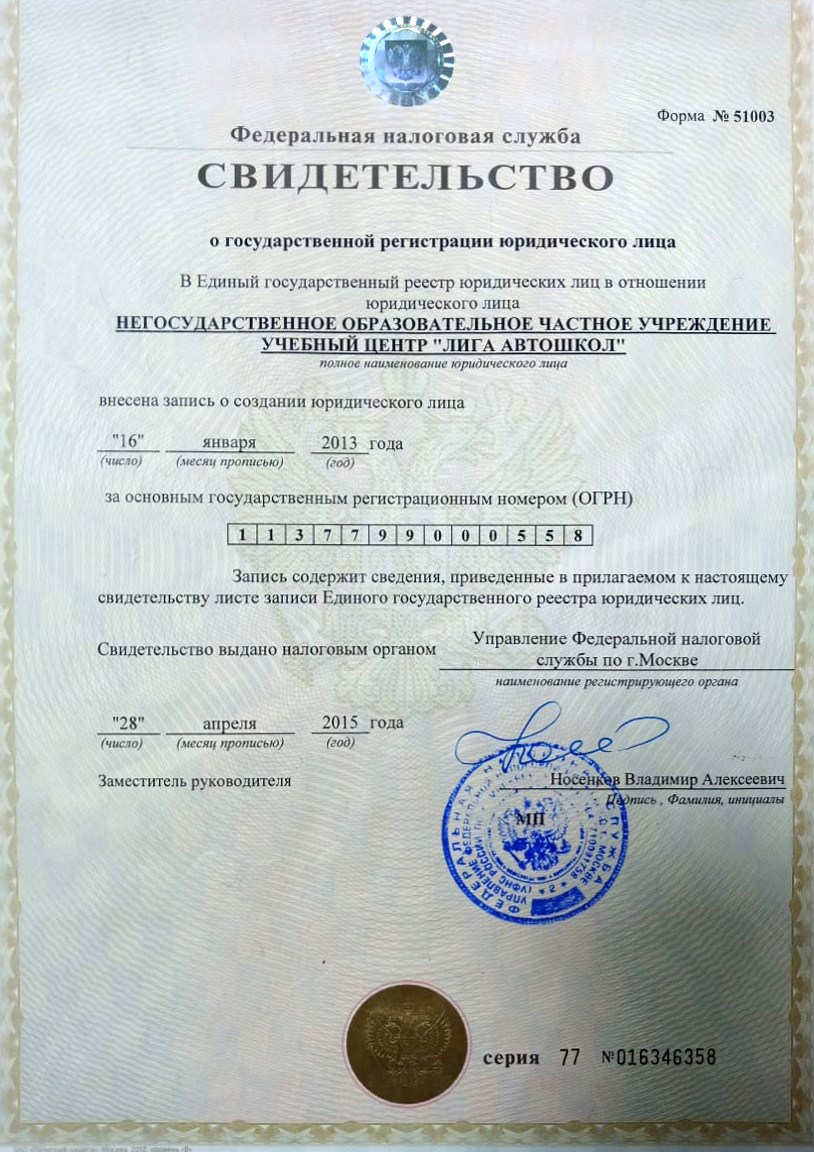 Форма № 51003
Федеральная налоговая служба
СВИДЕТЕЛЬСТВО
о государственной регистрации юридического лица
В Единый государственный реестр юридических лиц в отношении
юридического лица
НЕГОСУДАРСТВЕННОЕ ОБРАЗОВАТЕЛЬНОЕ ЧАСТНОЕ УЧРЕЖДЕНИЕ
УЧЕБНЫЙ ЦЕНТР "ЛИГА АВТОШКОЛ"
полное наименование юридического лица
внесена запись о создании юридического лица
"16" января 2013 года
(число) (месяц прописью) (год)
за основным государственным регистрационным номером (ОГРН)
1 1 3 7 7 9 9 0 0 0 5 5 8
Запись содержит сведения, приведенные в прилагаемом к настоящему
свидетельству листе записи Единого государственного реестра юридических лиц.
Управление Федеральной налоговой
Свидетельство выдано налоговым органом
службы по г.Москве
наименование регистрирующего органа
"28" апреля 2015 года
(число) (месяц прописью) (год)
Заместитель руководителя Носенков Владимир Алексеевич
Подпись , Фамилия, инициалы
МП
ФЕДЕРАЛЬНАЯ СЛУЖБА
УПРАВЛЕНИЕ
серия 77 №016346358